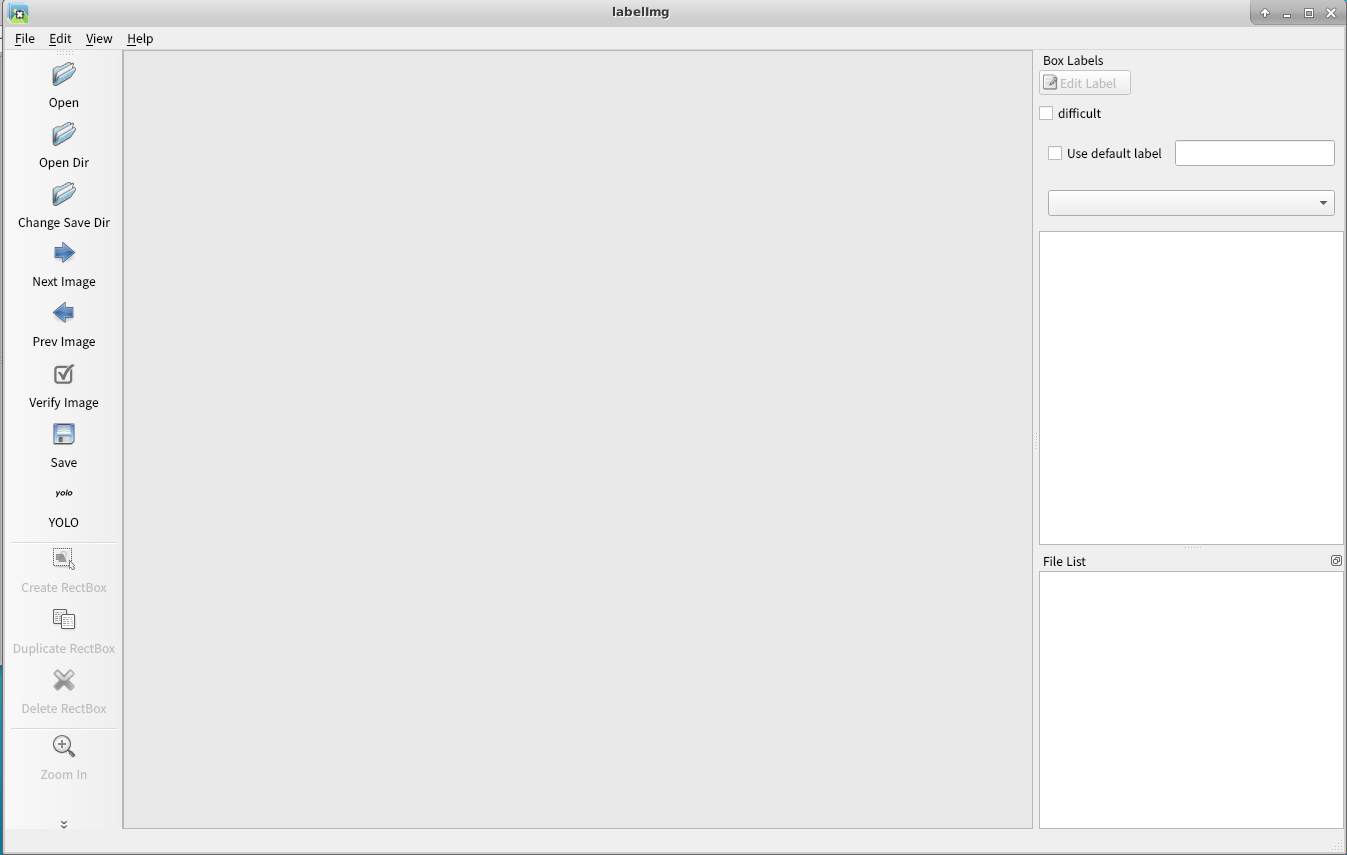 labelImg
File Edit View Help
Open
Open Dir
Change Save Dir
Next Image
Prev Image
Verify Image
Save
yolo
YOLO
Create RectBox
Duplicate RectBox
Delete RectBox
Zoom In
Box Labels
Edit Label
difficult
Use default label
File List